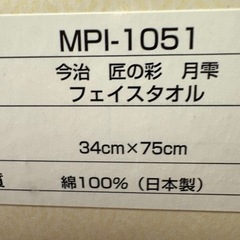 MPI-1051
今治 匠の彩 月雫
フェイスタオル
34cm×75cm
質 綿100%(日本製)